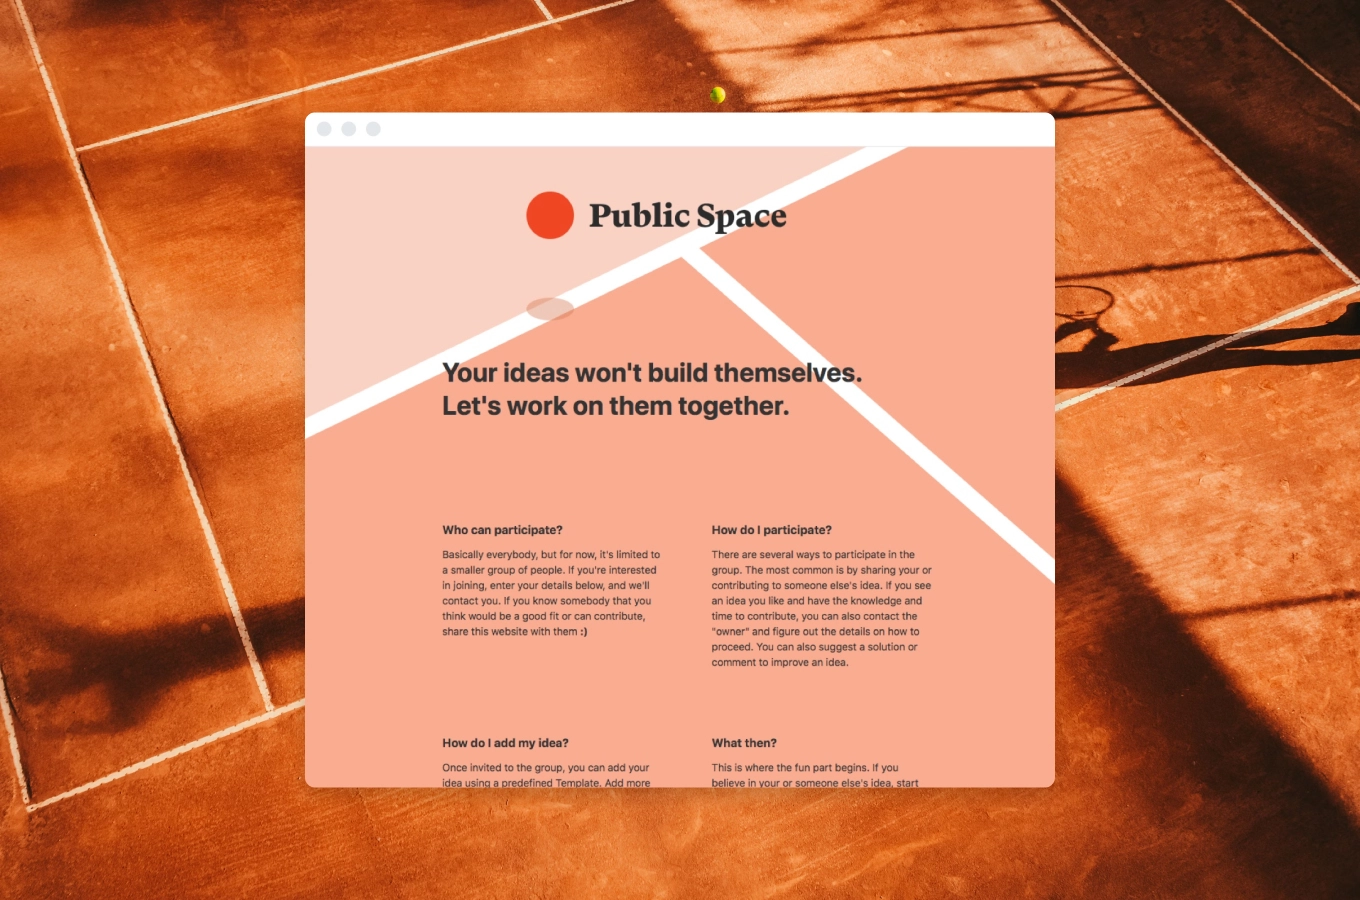 Public Space
Your ideas won't build themselves.
Let's work on them together.
Who can participate?
Basically everybody, but for now, it's limited to
a smaller group of people. If you're interested
in joining, enter your details below, and we'll
contact you. If you know somebody that you
think would be a good fit or can contribute,
share this website with them :)
How do I participate?
There are several ways to participate in the
group. The most common is by sharing your or
contributing to someone else's idea. If you see
an idea you like and have the knowledge and
time to contribute, you can also contact the
"owner" and figure out the details on how to
proceed. You can also suggest a solution or
comment to improve an idea.
How do I add my idea?
Once invited to the group, you can add your
idea using a predefined Template. Add more
What then?
This is where the fun part begins. If you
believe in your or someone else's idea, start